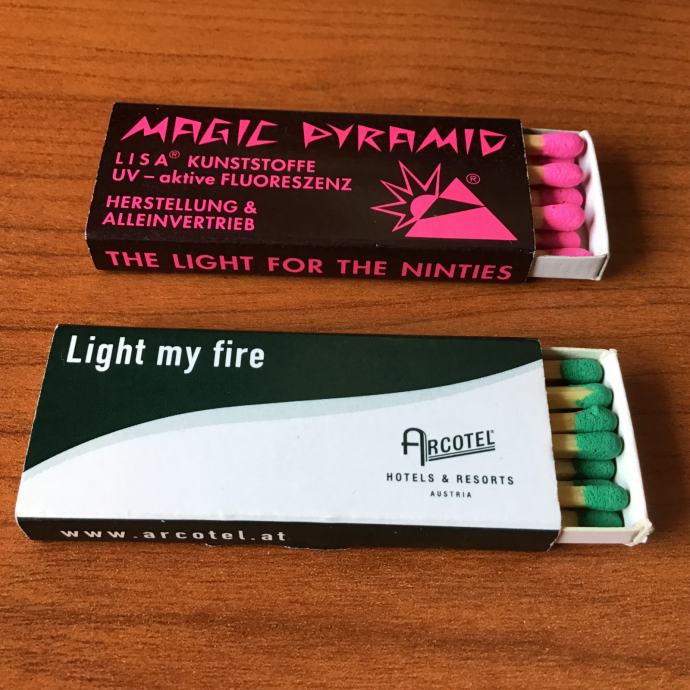 MAGIC PYRAMID
LISA® KUNSTSTOFFE
UV – aktive FLUORESZENZ
®
HERSTELLUNG &
ALLEINVERTRIEB
THE LIGHT FOR THE NINTIES
Light my fire
ARCOTEL®
HOTELS & RESORTS
AUSTRIA
www.arcotel.at